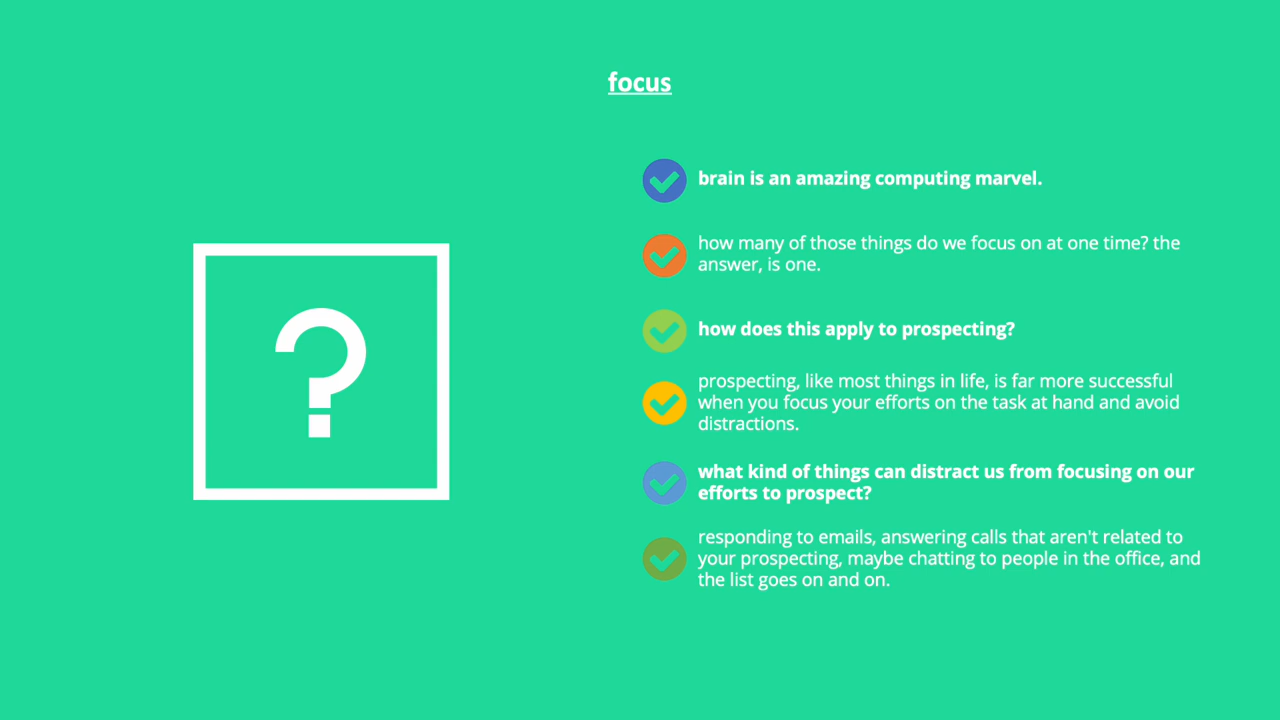 focus
brain is an amazing computing marvel.
how many of those things do we focus on at one time? the
answer, is one.
how does this apply to prospecting?
prospecting, like most things in life, is far more successful
when you focus your efforts on the task at hand and avoid
distractions.
what kind of things can distract us from focusing on our
efforts to prospect?
responding to emails, answering calls that aren't related to
your prospecting, maybe chatting to people in the office, and
the list goes on and on.
?